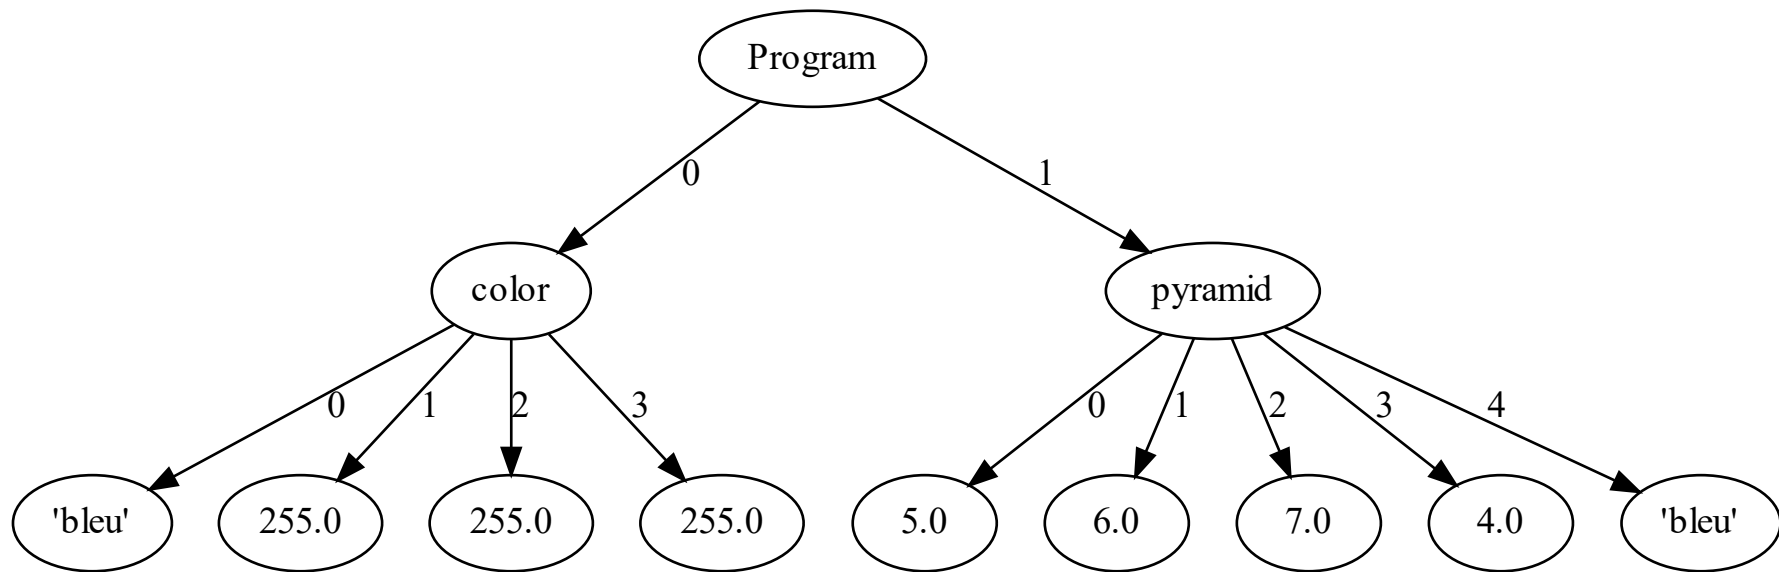 Program
0 1
color pyramid
0 1 2 3 0 1 2 3 4
'bleu' 255.0 255.0 255.0 5.0 6.0 7.0 4.0 'bleu'